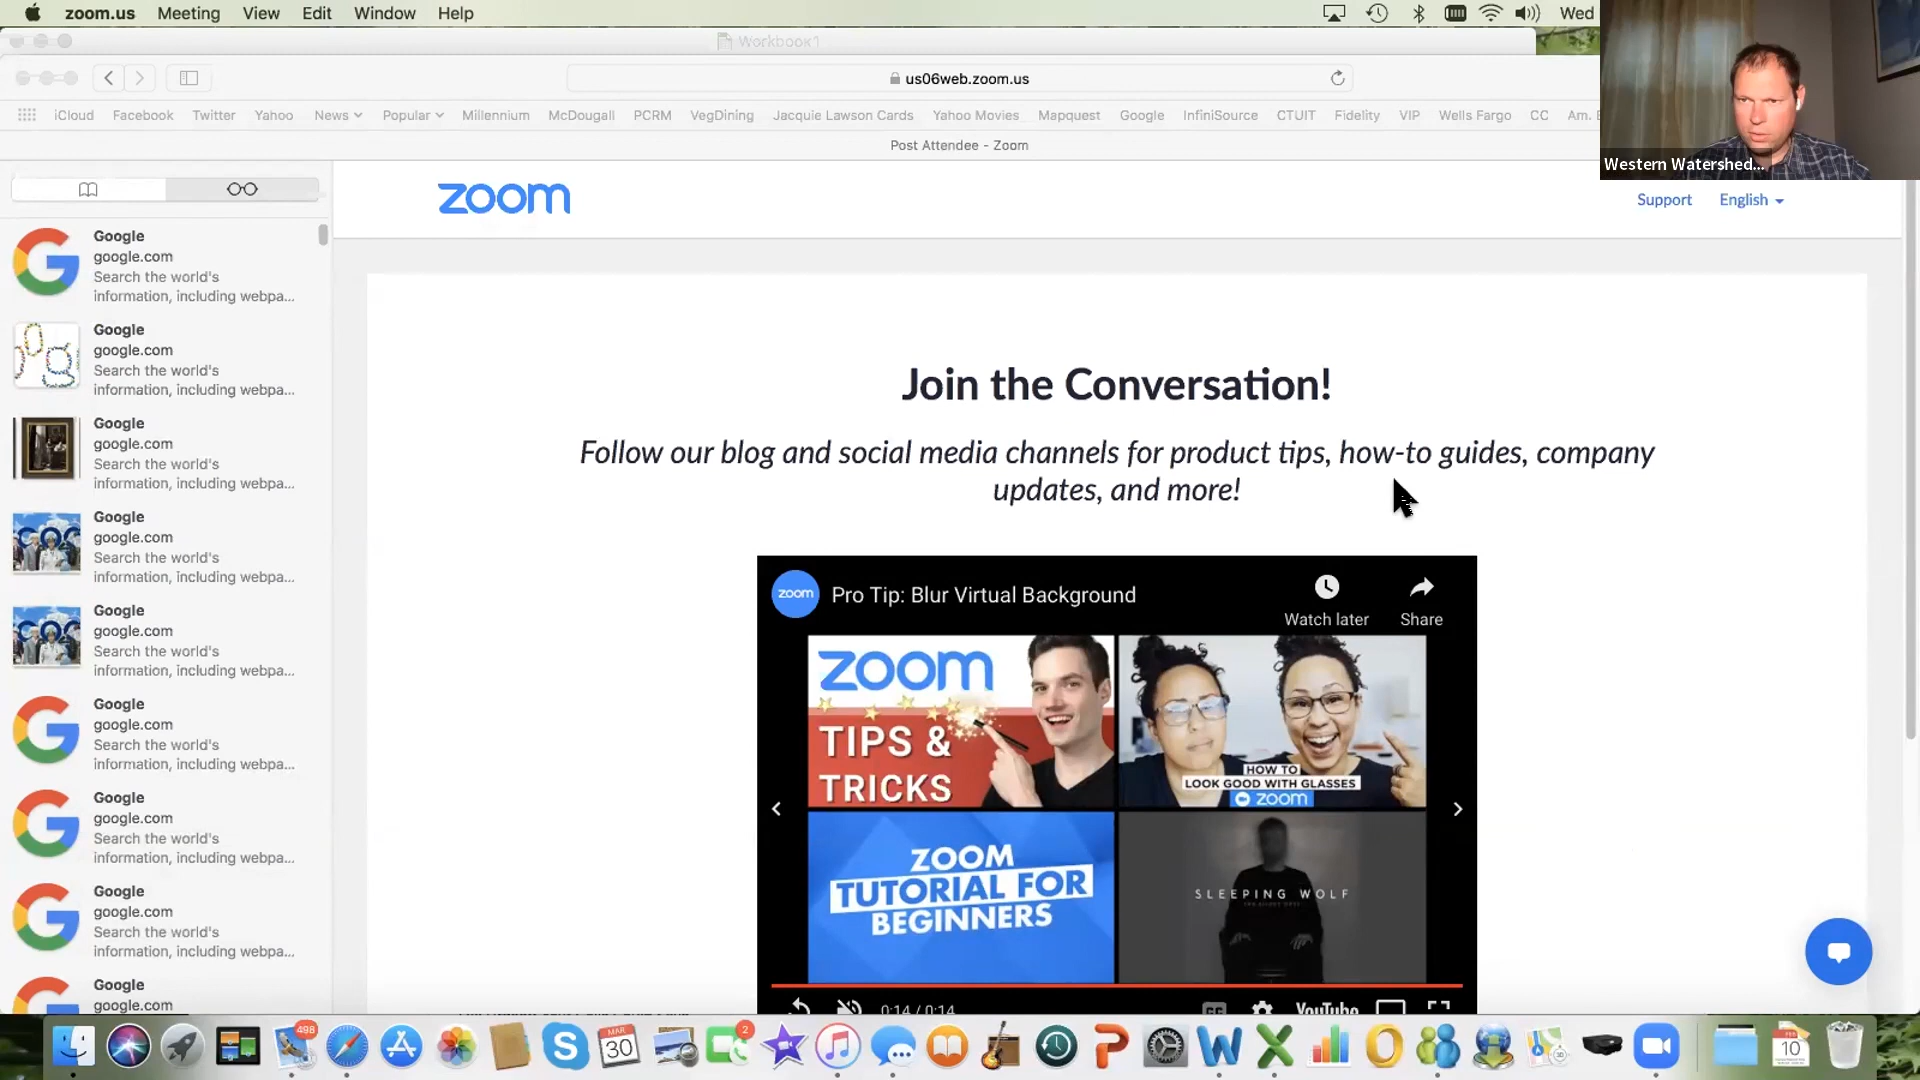 zoom.us Meeting View Edit Window Help Wed
Workbook1
us06web.zoom.us
iCloud Facebook Twitter Yahoo News Popular Millennium McDougall PCRM VegDining Jacquie Lawson Cards Yahoo Movies Mapquest Google InfiniSource CTUIT Fidelity VIP Wells Fargo CC Am.
Post Attendee - Zoom
Western Watershed...
zoom
Support English
Google
google.com
Search the world's
information, including webpa...
Google
google.com
Search the world's
information, including webpa...
Google
google.com
Search the world's
information, including webpa...
Google
google.com
Search the world's
information, including webpa...
Google
google.com
Search the world's
information, including webpa...
Google
google.com
Search the world's
information, including webpa...
Google
google.com
Search the world's
information, including webpa...
Google
google.com
Search the world's
information, including webpa...
Google
google.com
Join the Conversation!
Follow our blog and social media channels for product tips, how-to guides, company
updates, and more!
zoom Pro Tip: Blur Virtual Background
Watch later Share
zoom
TIPS &
TRICKS
HOW TO
LOOK GOOD WITH GLASSES
zoom
ZOOM
TUTORIAL FOR
BEGINNERS
SLEEPING WOLF
0:14 / 0:14
CC
YouTube
498
MAR
30
2
10